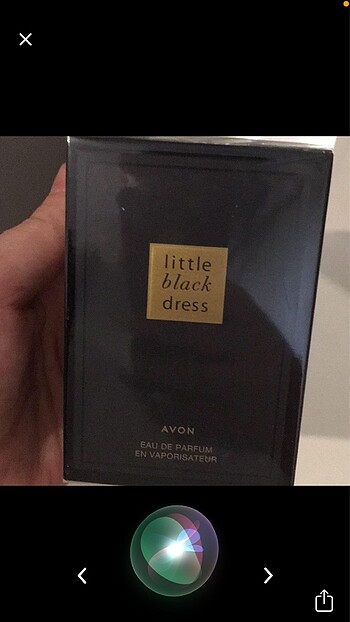 little
black
dress
AVON
EAU DE PARFUM
EN VAPORISATEUR